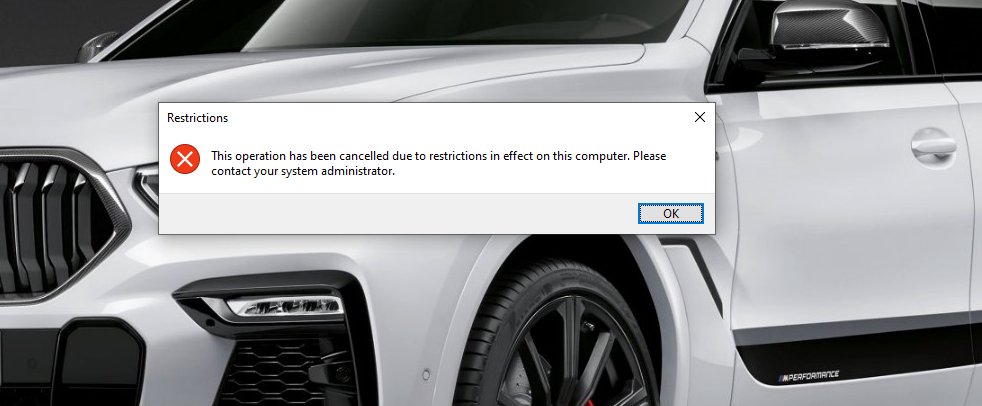 Restrictions
This operation has been cancelled due to restrictions in effect on this computer. Please
contact your system administrator.
OK
M PERFORMANCE